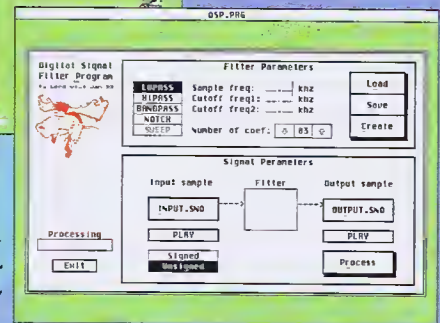 DSP.PRG
Digital Signal
Filter Program
Filter Parameters
LOPASS
HIPASS
BANDPASS
NOTCH
SWEEP
Sample freq: khz
Cutoff freq1: khz
Cutoff freq2: khz
Number of coef: 83
Load
Save
Create
Signal Parameters
Input sample
Filter
Output sample
INPUT.SND
OUTPUT.SND
PLAY
PLAY
Signed
Unsigned
Process
Processing
Exit